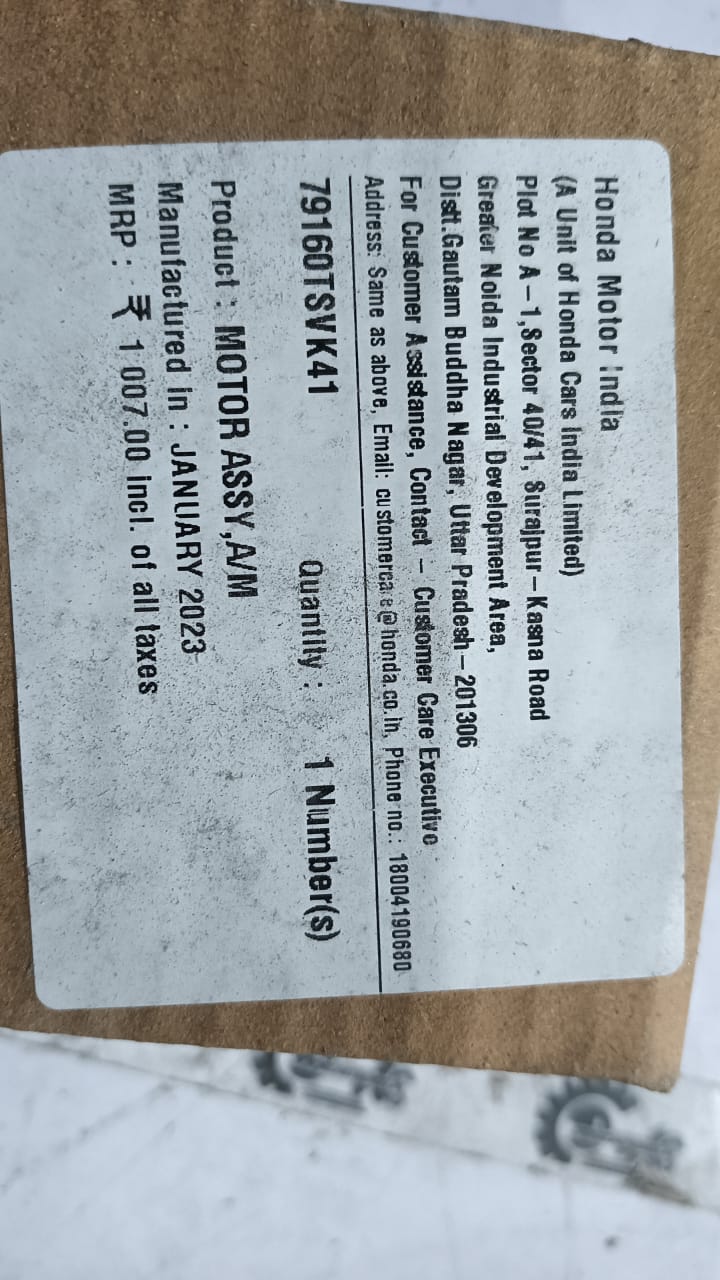 Honda Motor India
(A Unit of Honda Cars India Limited)
Plot No A – 1,Sector 40/41, Surajpur – Kasna Road
Greater Noida Industrial Development Area,
Distt.Gautam Buddha Nagar, Uttar Pradesh – 201306
For Customer Assistance, Contact – Customer Care Executive
Address: Same as above, Email: customercare@honda.co.in, Phone no.: 18004190680
79160TSVK41 Quantity : 1 Number(s)
Product : MOTOR ASSY,A/M
Manufactured in : JANUARY 2023
MRP : ₹ 1 007.00 incl. of all taxes